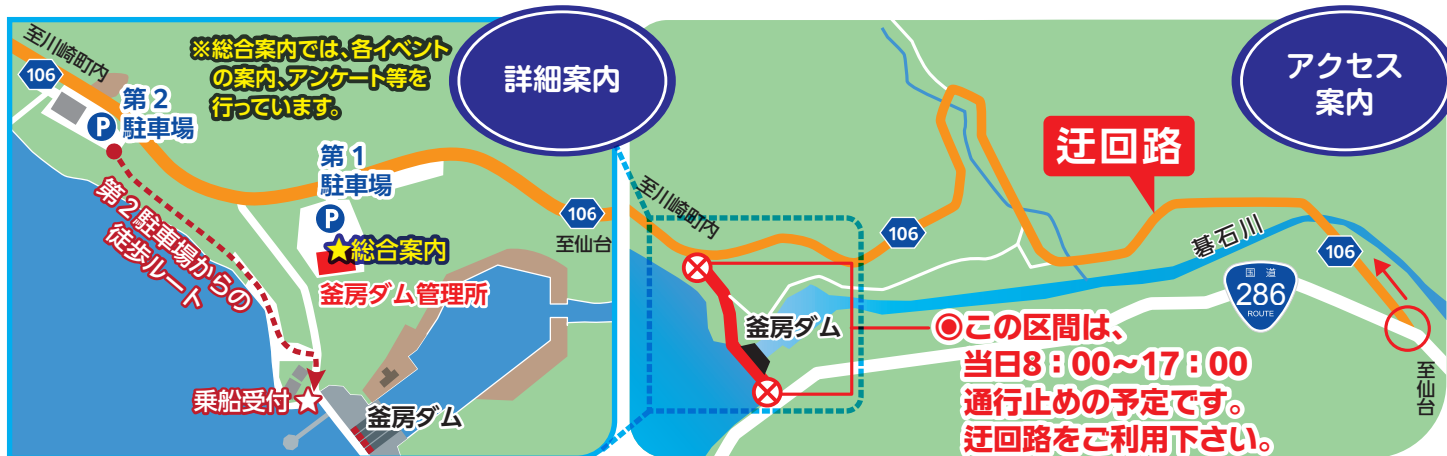 至川崎町内
106
※総合案内では、各イベント
の案内、アンケート等を
行っています。
詳細案内
第2
駐車場
P
第1
駐車場
P
★総合案内
釜房ダム管理所
106
至仙台
第2駐車場からの
徒歩ルート
乗船受付☆
釜房ダム
アクセス
案内
迂回路
至川崎町内
106
碁石川
106
国道
286
ROUTE
釜房ダム
至仙台
◉この区間は、
当日8：00～17：00
通行止めの予定です。
迂回路をご利用下さい。